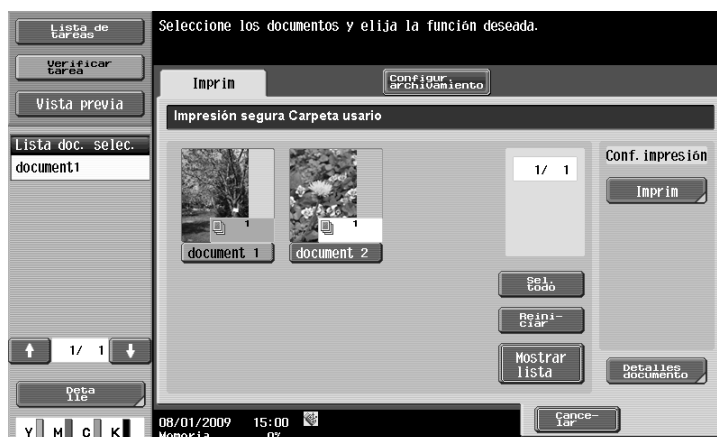 Lista de
tareas
Verificar
tarea
Vista previa
Lista doc. selec.
document1
1/ 1
Deta
lle
Y M C K
Seleccione los documentos y elija la función deseada.
Imprim
Configur.
archivamiento
Impresión segura Carpeta usario
1
document 1
1
document 2
1/ 1
Sel.
todo
Reini-
ciar
Mostrar
lista
Conf. impresión
Imprim
Detalles
documento
08/01/2009 15:00
Memoria 0%
Cance-
lar